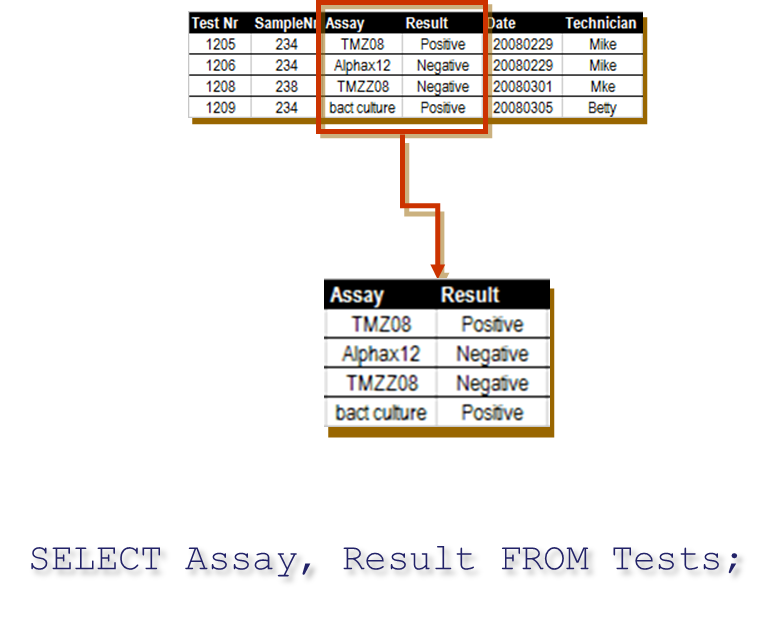 Test Nr SampleNr Assay Result Date Technician
1205 234 TMZ08 Positive 20080229 Mike
1206 234 Alphax12 Negative 20080229 Mike
1208 238 TMZZ08 Negative 20080301 Mke
1209 234 bact culture Positive 20080305 Betty
Assay Result
TMZ08 Positive
Alphax12 Negative
TMZZ08 Negative
bact culture Positive
SELECT Assay, Result FROM Tests;